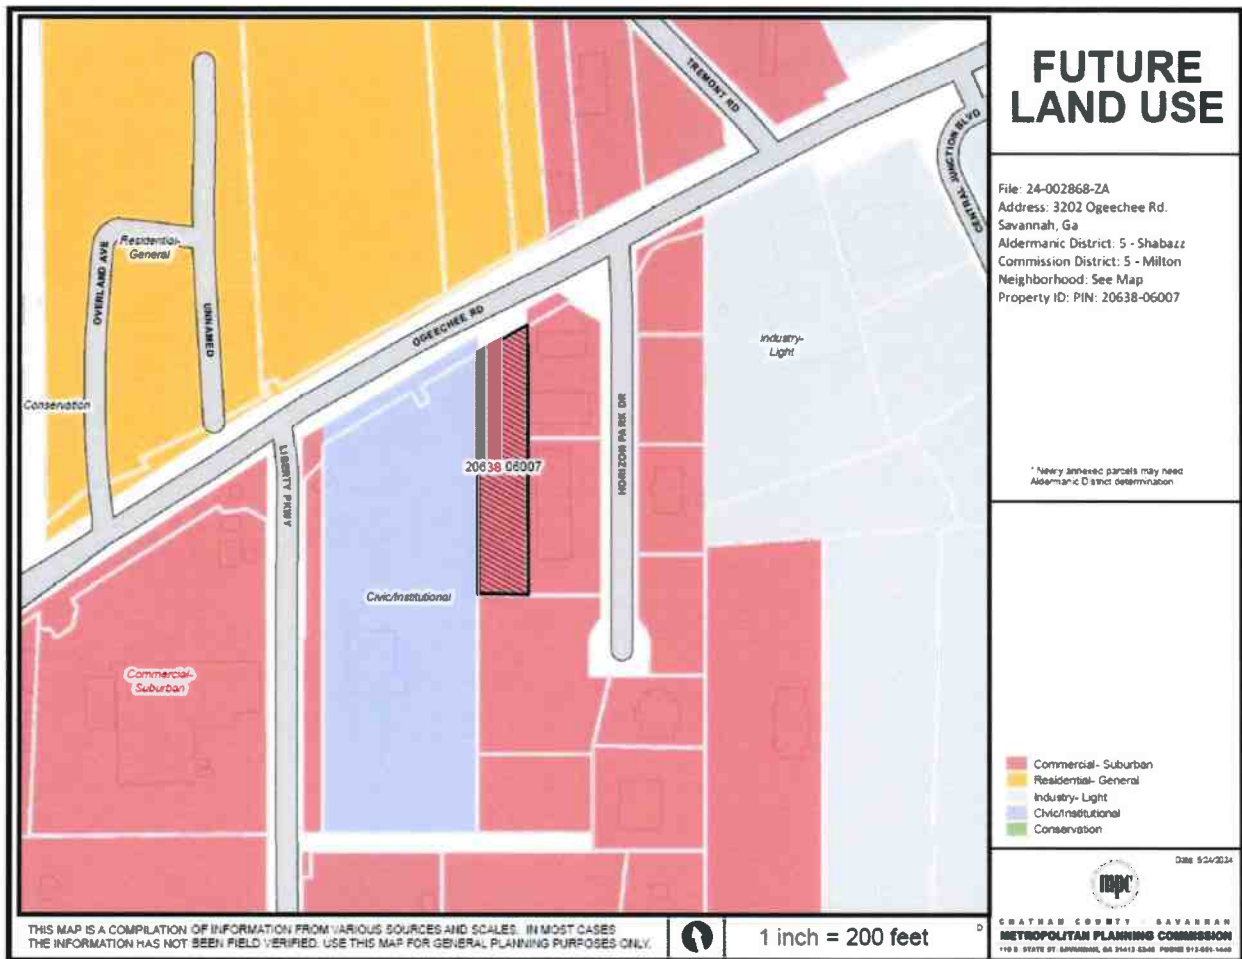 FUTURE
LAND USE
File: 24-002868-ZA
Address: 3202 Ogeechee Rd.
Savannah, Ga
Aldermanic District: 5 - Shabazz
Commission District: 5 - Milton
Neighborhood: See Map
Property ID: PIN: 20638-06007
* Newly annexed parcels may need
Aldermanic District determination
TREMONT RD
CENTRAL JUNCTION BLVD
Residential-
General
OVERLAND AVE
UNNAMED
OGEECHEE RD
Industry-
Light
Conservation
HORIZON PARK DR
LIBERTY PKWY
20638 06007
Civic/Institutional
Commercial-
Suburban
Commercial- Suburban
Residential- General
Industry- Light
Civic/Institutional
Conservation
Date: 5/24/2024
mpc
CHATHAM COUNTY - SAVANNAH
METROPOLITAN PLANNING COMMISSION
THIS MAP IS A COMPILATION OF INFORMATION FROM VARIOUS SOURCES AND SCALES. IN MOST CASES
THE INFORMATION HAS NOT BEEN FIELD VERIFIED. USE THIS MAP FOR GENERAL PLANNING PURPOSES ONLY.
1 inch = 200 feet